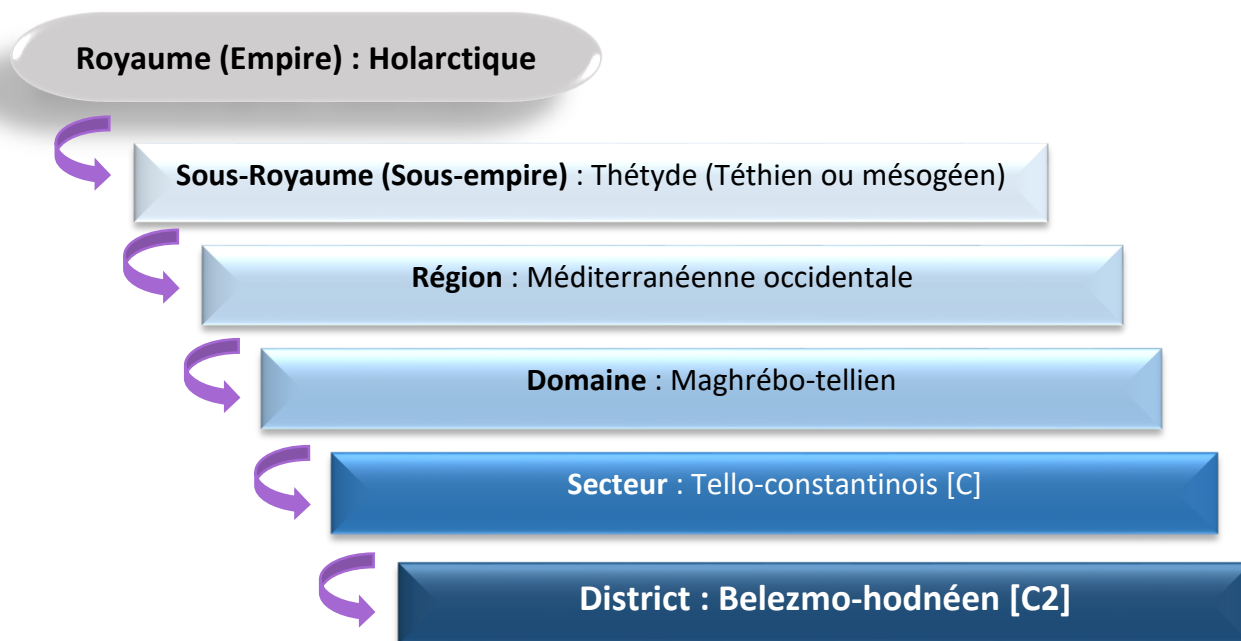 Royaume (Empire) : Holarctique
Sous-Royaume (Sous-empire) : Thétyde (Téthien ou mésogéen)
Région : Méditerranéenne occidentale
Domaine : Maghrébo-tellien
Secteur : Tello-constantinois [C]
District : Belezmo-hodnéen [C2]